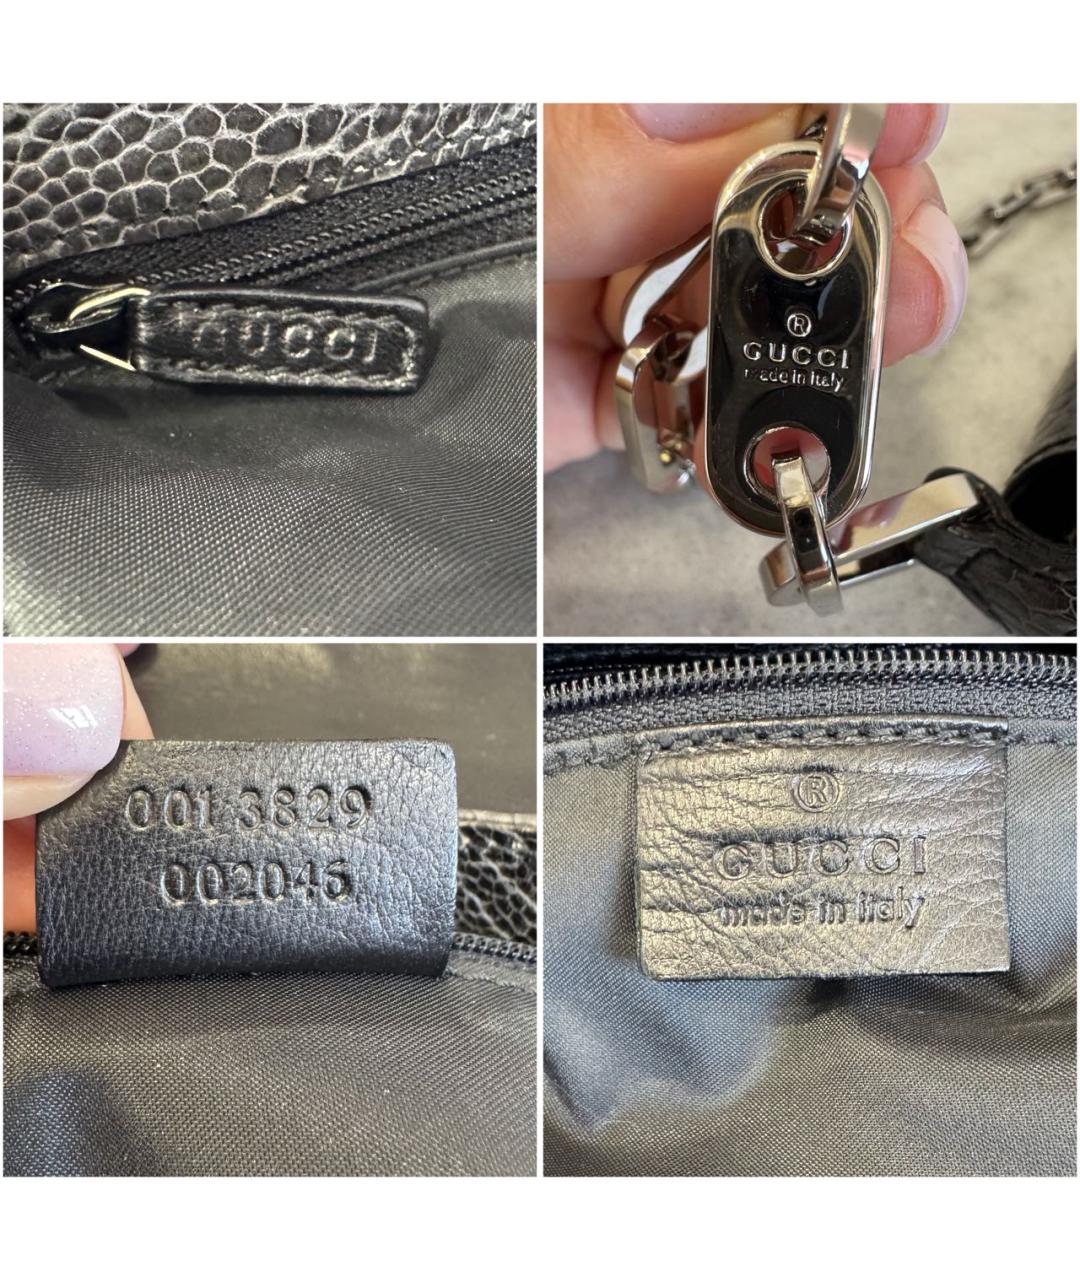 GUCCI
®
GUCCI
made in italy
001 3829
002046
®
GUCCI
made in italy